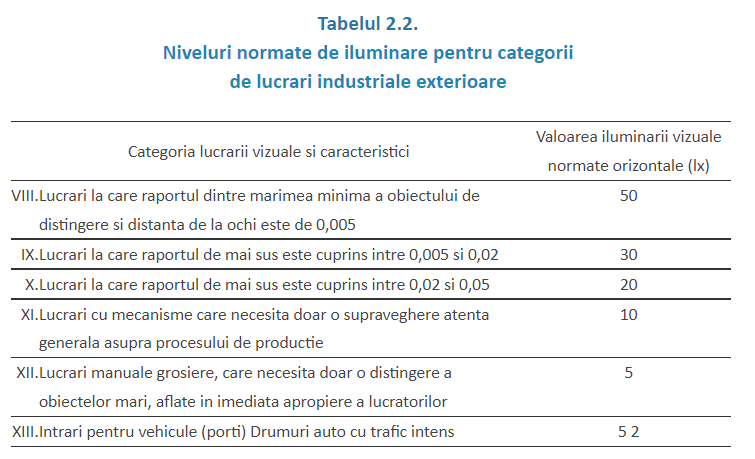 Tabelul 2.2.
Niveluri normate de iluminare pentru categorii
de lucrari industriale exterioare
Categoria lucrarii vizuale si caracteristici
Valoarea iluminarii vizuale
normate orizontale (lx)
VIII.Lucrari la care raportul dintre marimea minima a obiectului de 50
distingere si distanta de la ochi este de 0,005
IX.Lucrari la care raportul de mai sus este cuprins intre 0,005 si 0,02 30
X.Lucrari la care raportul de mai sus este cuprins intre 0,02 si 0,05 20
XI.Lucrari cu mecanisme care necesita doar o supraveghere atenta 10
generala asupra procesului de productie
XII.Lucrari manuale grosiere, care necesita doar o distingere a 5
obiectelor mari, aflate in imediata apropiere a lucratorilor
XIII.Intrari pentru vehicule (porti) Drumuri auto cu trafic intens 5 2